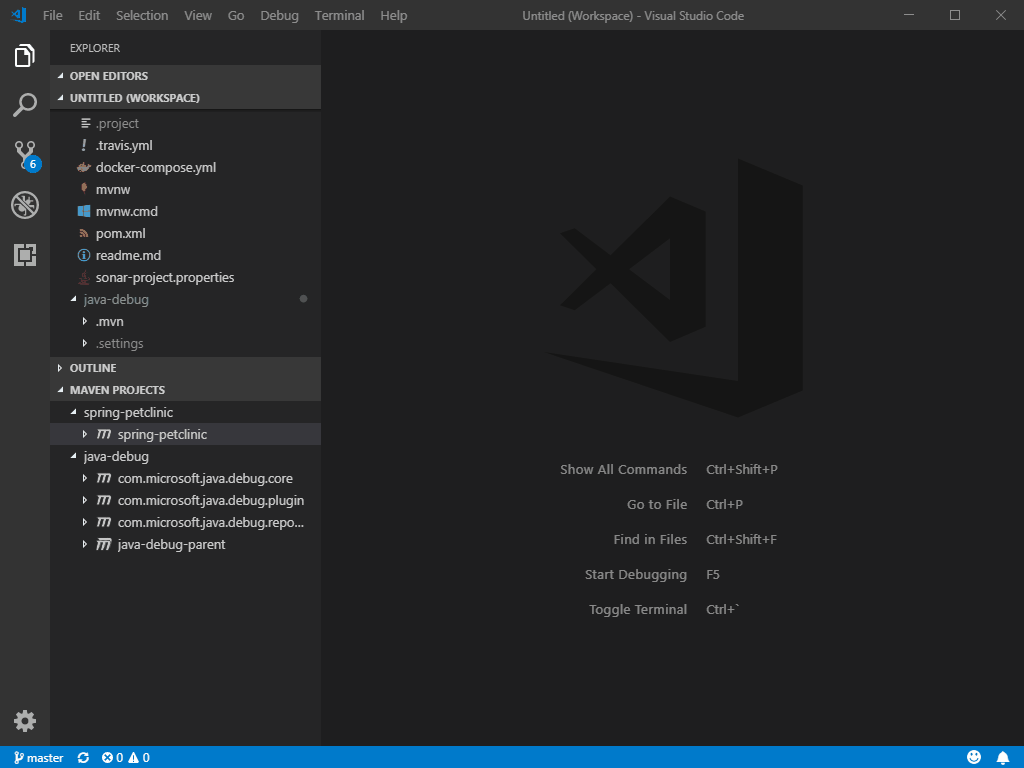 File Edit Selection View Go Debug Terminal Help Untitled (Workspace) - Visual Studio Code
EXPLORER
OPEN EDITORS
UNTITLED (WORKSPACE)
.project
.travis.yml
docker-compose.yml
mvnw
mvnw.cmd
pom.xml
readme.md
sonar-project.properties
java-debug
.mvn
.settings
OUTLINE
MAVEN PROJECTS
spring-petclinic
spring-petclinic
java-debug
com.microsoft.java.debug.core
com.microsoft.java.debug.plugin
com.microsoft.java.debug.repo...
java-debug-parent
6
Show All Commands Ctrl+Shift+P
Go to File Ctrl+P
Find in Files Ctrl+Shift+F
Start Debugging F5
Toggle Terminal Ctrl+`
master 0 0